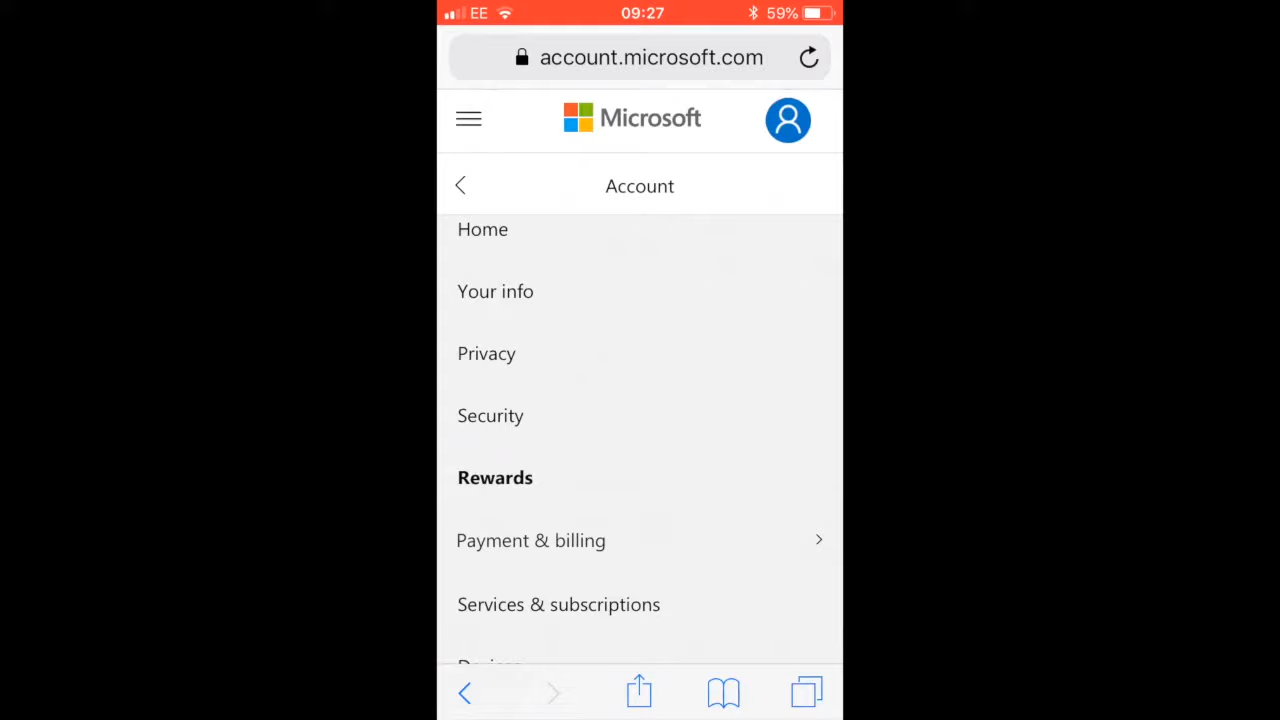 EE 09:27 59%
account.microsoft.com
Microsoft
Account
Home
Your info
Privacy
Security
Rewards
Payment & billing
Services & subscriptions